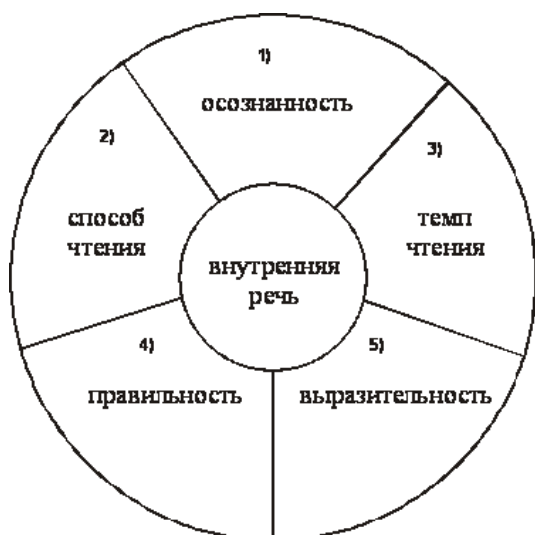 1)
осознанность
2)
способ
чтения
3)
темп
чтения
внутренняя
речь
4)
правильность
5)
выразительность